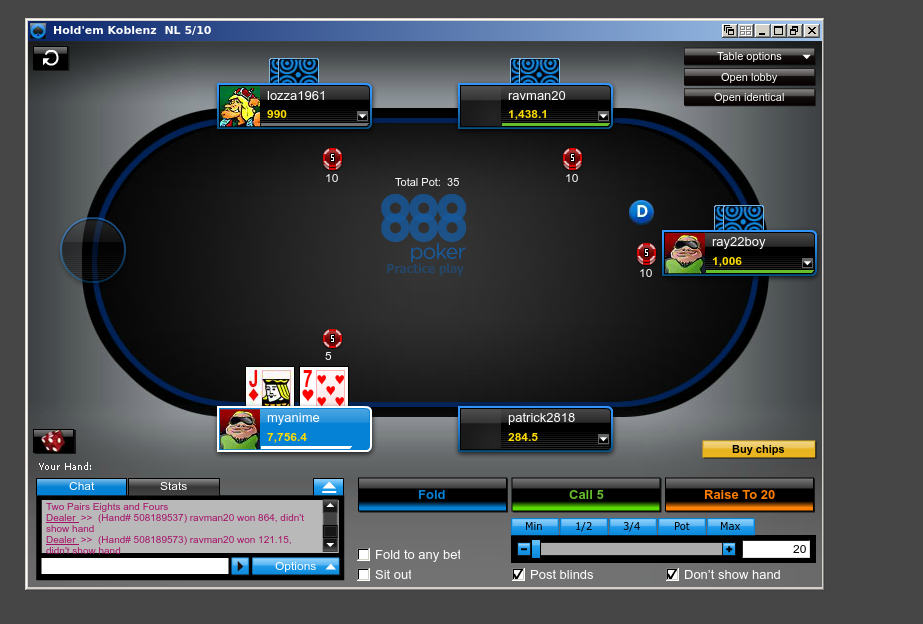 Hold'em Koblenz NL 5/10
Table options
Open lobby
Open identical
lozza1961
990
ravman20
1,438.1
5
10
5
10
Total Pot: 35
888
poker
Practice play
D
ray22boy
1,006
5
10
5
5
J
7
myanime
7,756.4
patrick2818
284.5
Buy chips
Your Hand:
Chat
Stats
Two Pairs Eights and Fours
Dealer >> (Hand# 508189537) ravman20 won 864, didn't
show hand
Dealer >> (Hand# 508189573) ravman20 won 121.15,
didn't show hand
Options
Fold
Call 5
Raise To 20
Min
1/2
3/4
Pot
Max
20
Fold to any bet
Sit out
Post blinds
Don't show hand